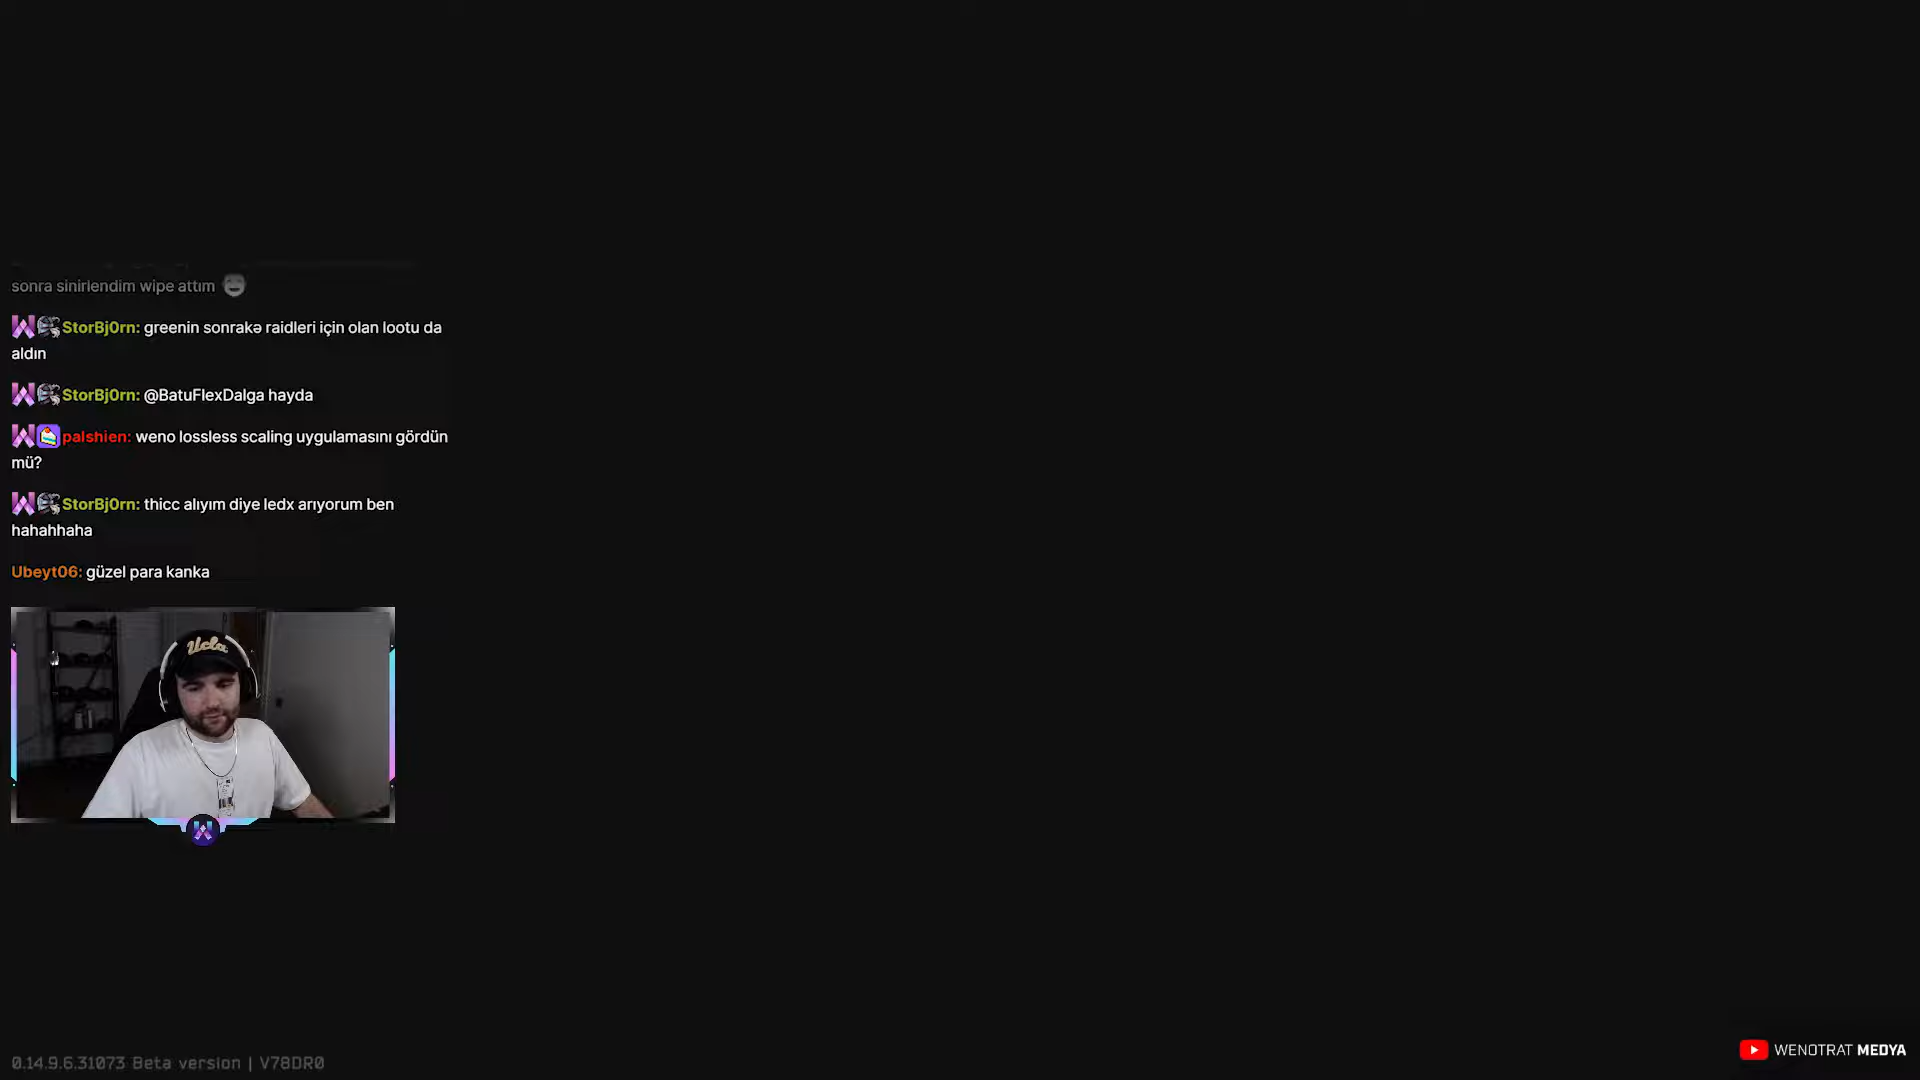 sonra sinirlendim wipe attım
StorBj0rn: greenin sonrakə raidleri için olan lootu da
aldın
StorBj0rn: @BatuFlexDalga hayda
palshien: weno lossless scaling uygulamasını gördün
mü?
StorBj0rn: thicc alıyım diye ledx arıyorum ben
hahahhaha
Ubeyt06: güzel para kanka
Ucla
0.14.9.6.31073 Beta version | V78DR0
WENOTRAT MEDYA